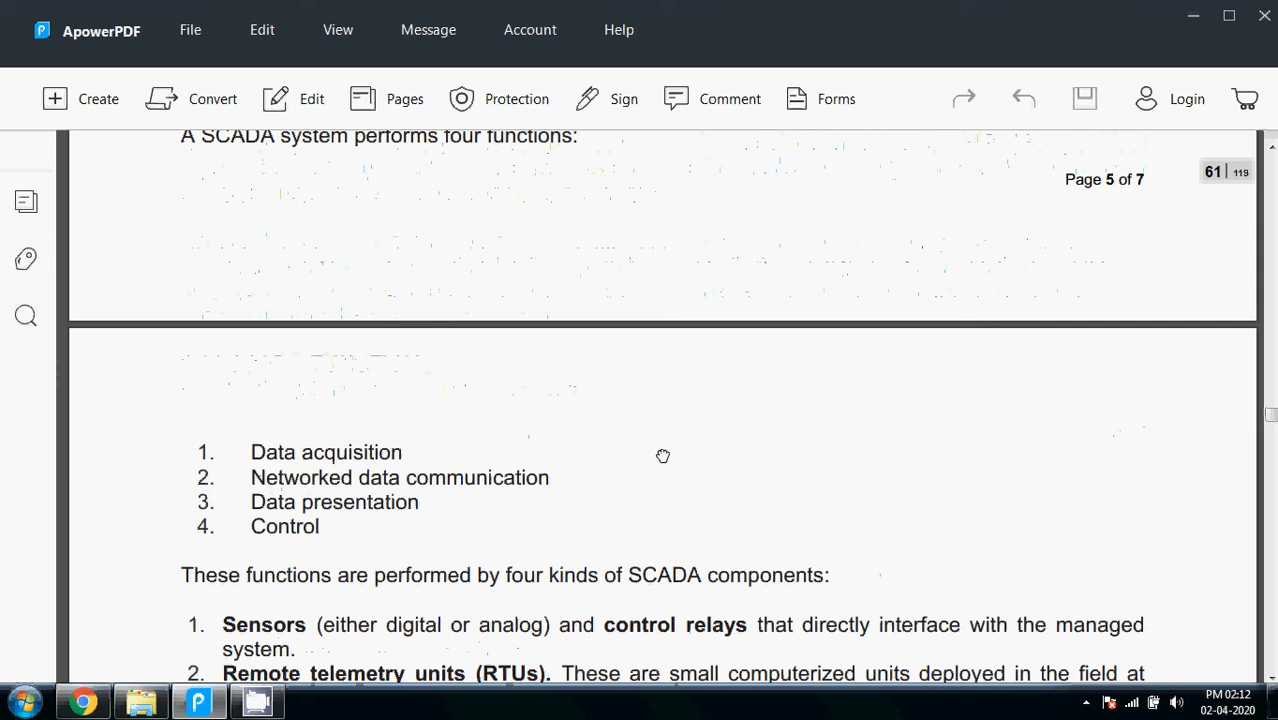 ApowerPDF File Edit View Message Account Help
Create Convert Edit Pages Protection Sign Comment Forms Login
A SCADA system performs four functions:
Page 5 of 7
61 | 119
1. Data acquisition
2. Networked data communication
3. Data presentation
4. Control
These functions are performed by four kinds of SCADA components:
1. Sensors (either digital or analog) and control relays that directly interface with the managed
system.
2. Remote telemetry units (RTUs). These are small computerized units deployed in the field at
PM 02:12
02-04-2020